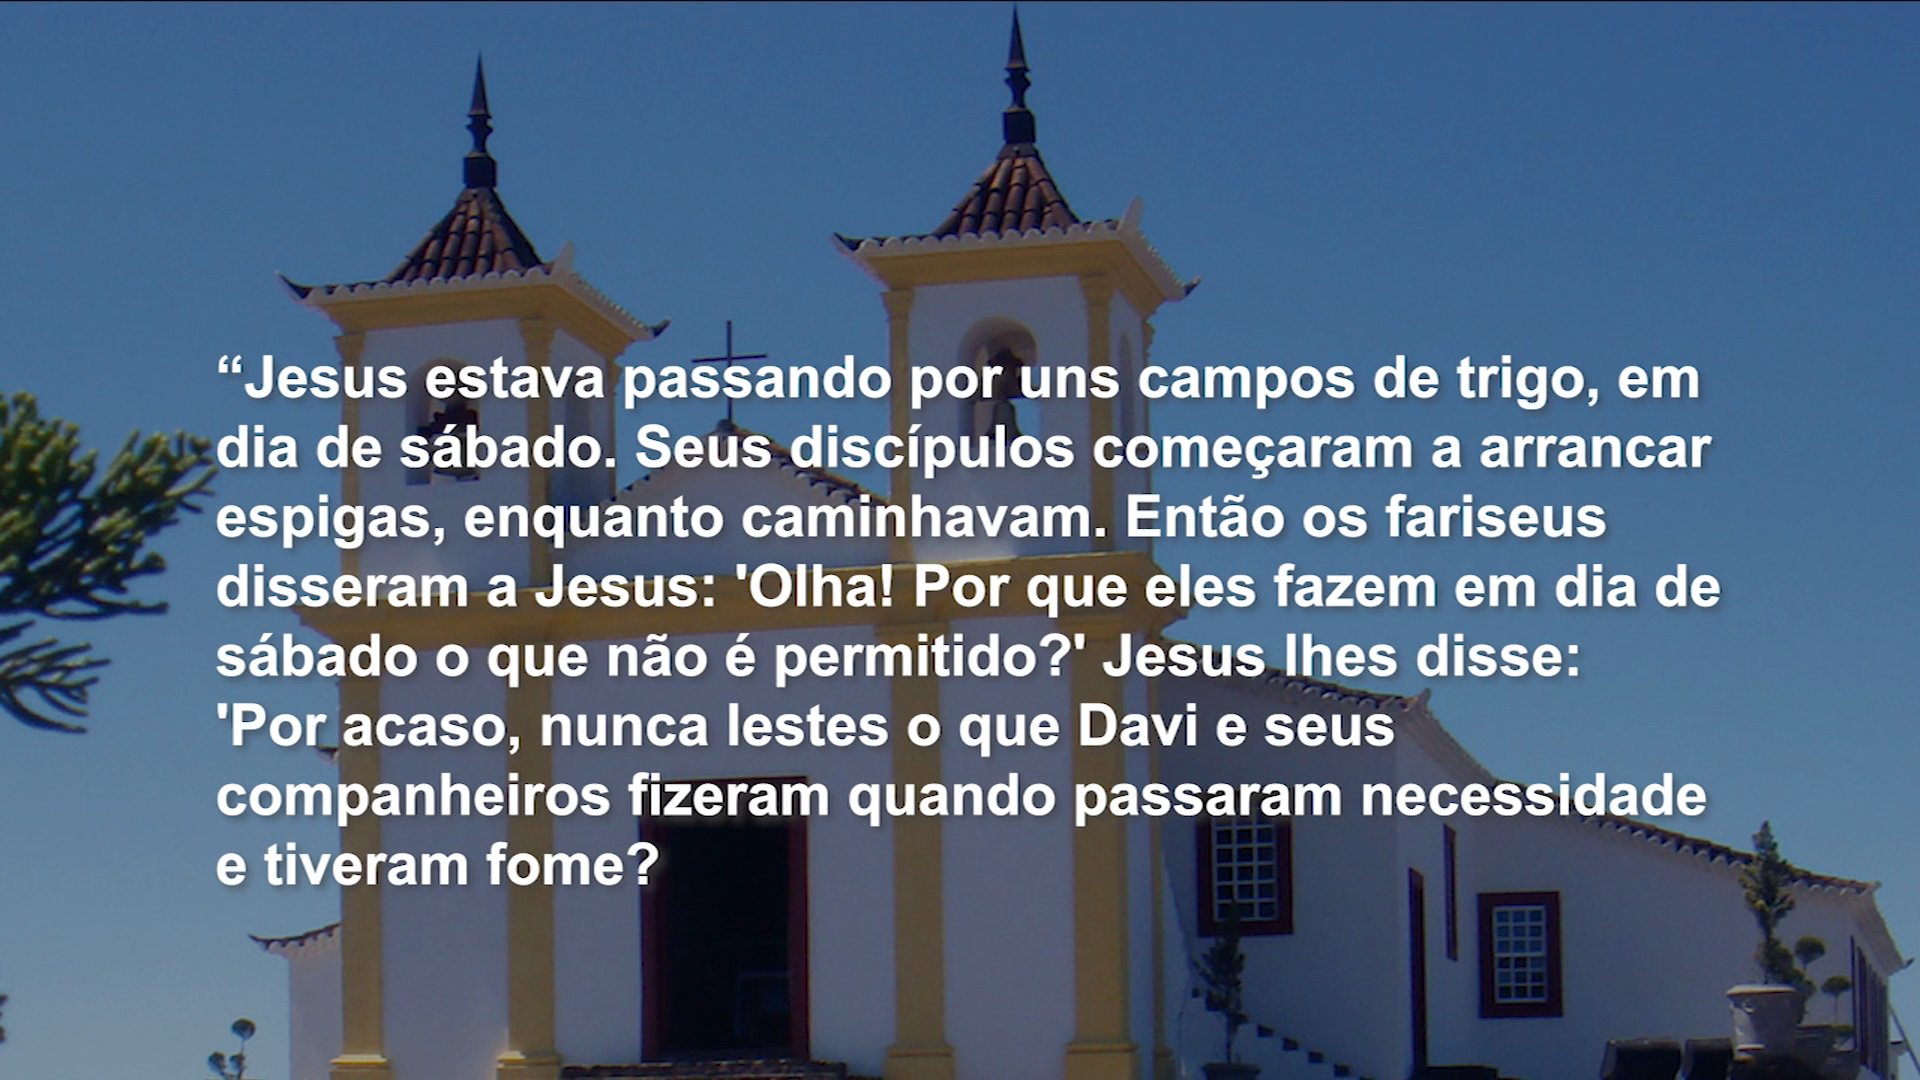 “Jesus estava passando por uns campos de trigo, em
dia de sábado. Seus discípulos começaram a arrancar
espigas, enquanto caminhavam. Então os fariseus
disseram a Jesus: 'Olha! Por que eles fazem em dia de
sábado o que não é permitido?' Jesus lhes disse:
'Por acaso, nunca lestes o que Davi e seus
companheiros fizeram quando passaram necessidade
e tiveram fome?